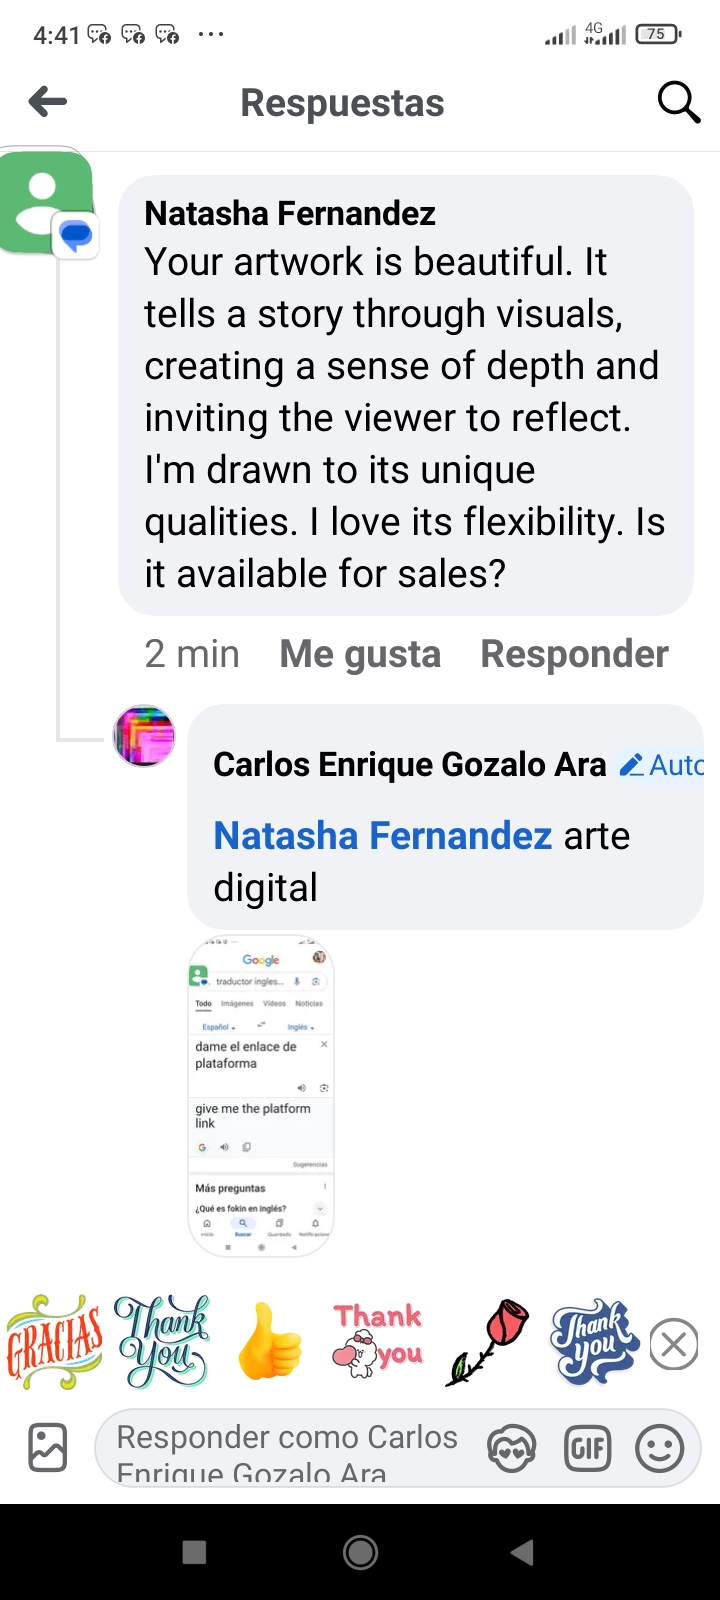 4:41
4G
75
Respuestas
Natasha Fernandez
Your artwork is beautiful. It
tells a story through visuals,
creating a sense of depth and
inviting the viewer to reflect.
I'm drawn to its unique
qualities. I love its flexibility. Is
it available for sales?
2 min Me gusta Responder
Carlos Enrique Gozalo Ara Auto
Natasha Fernandez arte
digital
Google
traductor ingles...
Todo Imágenes Videos Noticias
Español Inglés
dame el enlace de
plataforma
give me the platform
link
Sugerencias
Más preguntas
¿Qué es fokin en inglés?
Inicio Buscar Guardado Notificacione
GRACIAS
Thank
You
Thank
you
Thank
you
Responder como Carlos
Enrique Gozalo Ara
GIF